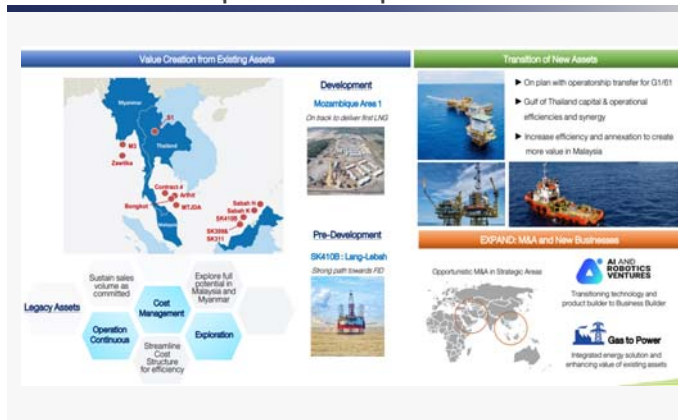 Value Creation from Existing Assets
Myanmar
S1
Thailand
M3
Zawtika
Contract 4
Arthit
Bongkot
MTJDA
Sabah H
Sabah K
SK410B
SK309&
SK311
Malaysia
Development
Mozambique Area 1
On track to deliver first LNG
Pre-Development
SK410B : Lang-Lebah
Strong path towards FID
Legacy Assets
Sustain sales
volume as
committed
Operation
Continuous
Cost
Management
Streamline
Cost
Structure
for efficiency
Explore full
potential in
Malaysia and
Myanmar
Exploration
Transition of New Assets
▶ On plan with operatorship transfer for G1/61
▶ Gulf of Thailand capital & operational
efficiencies and synergy
▶ Increase efficiency and annexation to create
more value in Malaysia
EXPAND: M&A and New Businesses
Opportunistic M&A in Strategic Areas
AI AND
ROBOTICS
VENTURES
Transitioning technology and
product builder to Business Builder
Gas to Power
Integrated energy solution and
enhancing value of existing assets